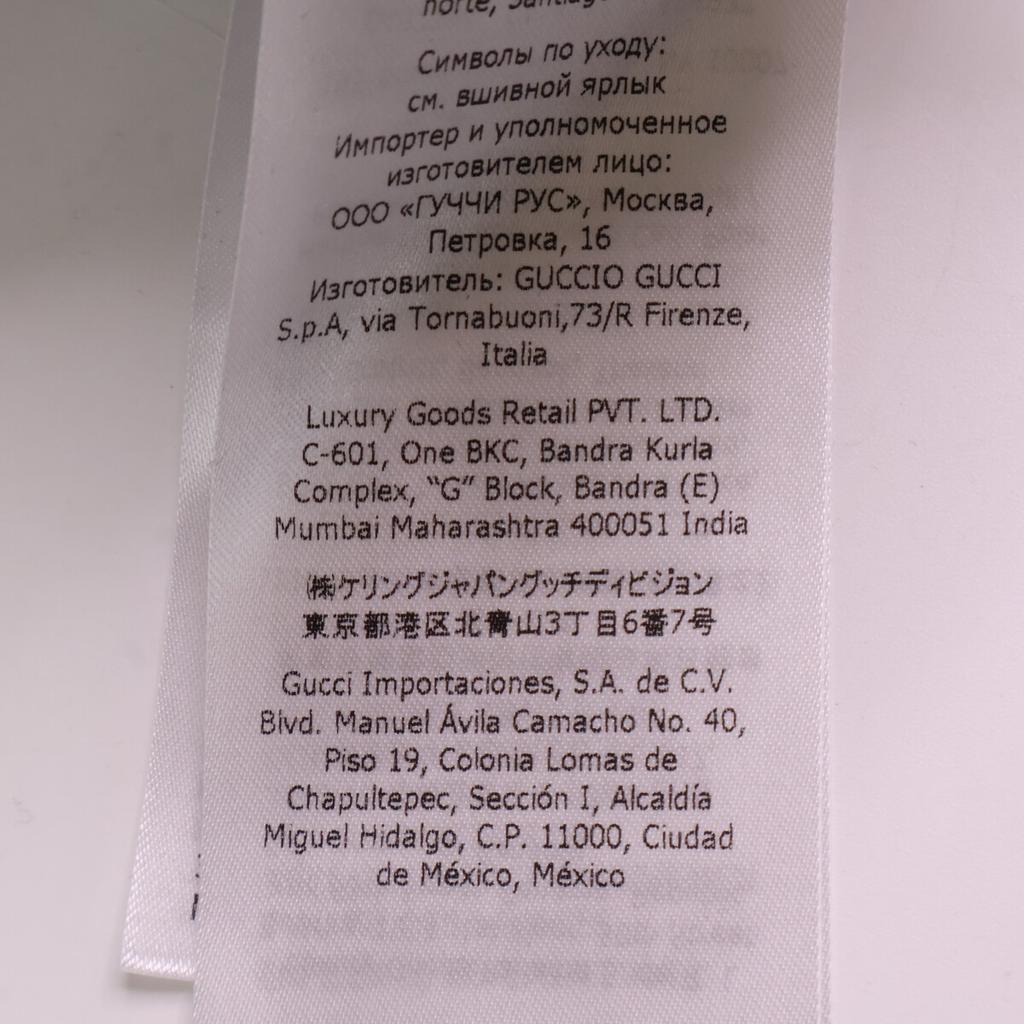 norte, Santiago
Символы по уходу:
см. вшивной ярлык
Импортер и уполномоченное
изготовителем лицо:
ООО «ГУЧЧИ РУС», Москва,
Петровка, 16
Изготовитель: GUCCIO GUCCI
S.p.A, via Tornabuoni,73/R Firenze,
Italia
Luxury Goods Retail PVT. LTD.
C-601, One BKC, Bandra Kurla
Complex, “G” Block, Bandra (E)
Mumbai Maharashtra 400051 India
㈱ケリングジャパングッチディビジョン
東京都港区北青山3丁目6番7号
Gucci Importaciones, S.A. de C.V.
Blvd. Manuel Ávila Camacho No. 40,
Piso 19, Colonia Lomas de
Chapultepec, Sección I, Alcaldía
Miguel Hidalgo, C.P. 11000, Ciudad
de México, México